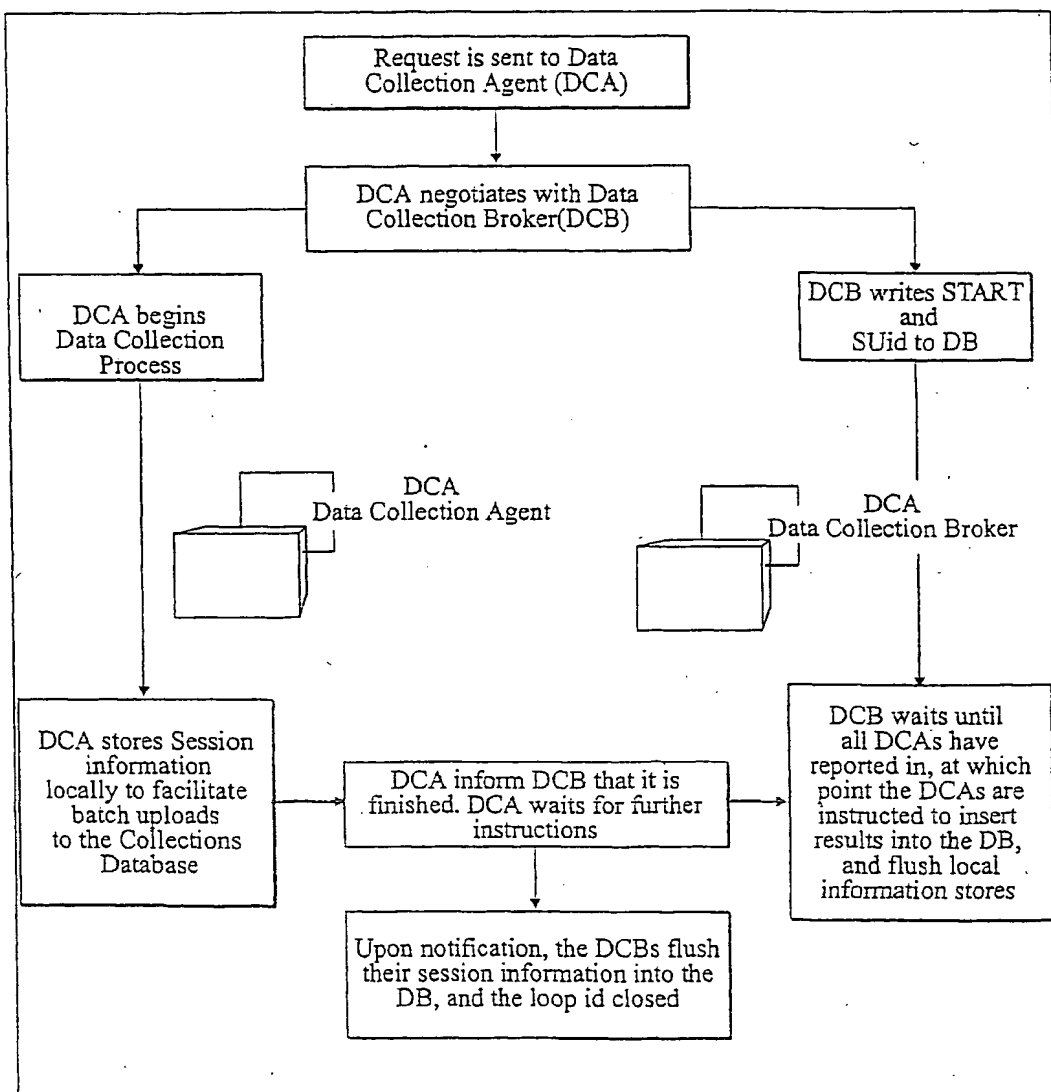 Request is sent to Data
Collection Agent (DCA)
DCA negotiates with Data
Collection Broker(DCB)
DCA begins
Data Collection
Process
DCB writes START
and
SUid to DB
DCA
Data Collection Agent
DCA
Data Collection Broker
DCA stores Session
information
locally to facilitate
batch uploads
to the Collections
Database
DCA inform DCB that it is
finished. DCA waits for further
instructions
DCB waits until
all DCAs have
reported in, at which
point the DCAs are
instructed to insert
results into the DB,
and flush local
information stores
Upon notification, the DCBs flush
their session information into the
DB, and the loop id closed